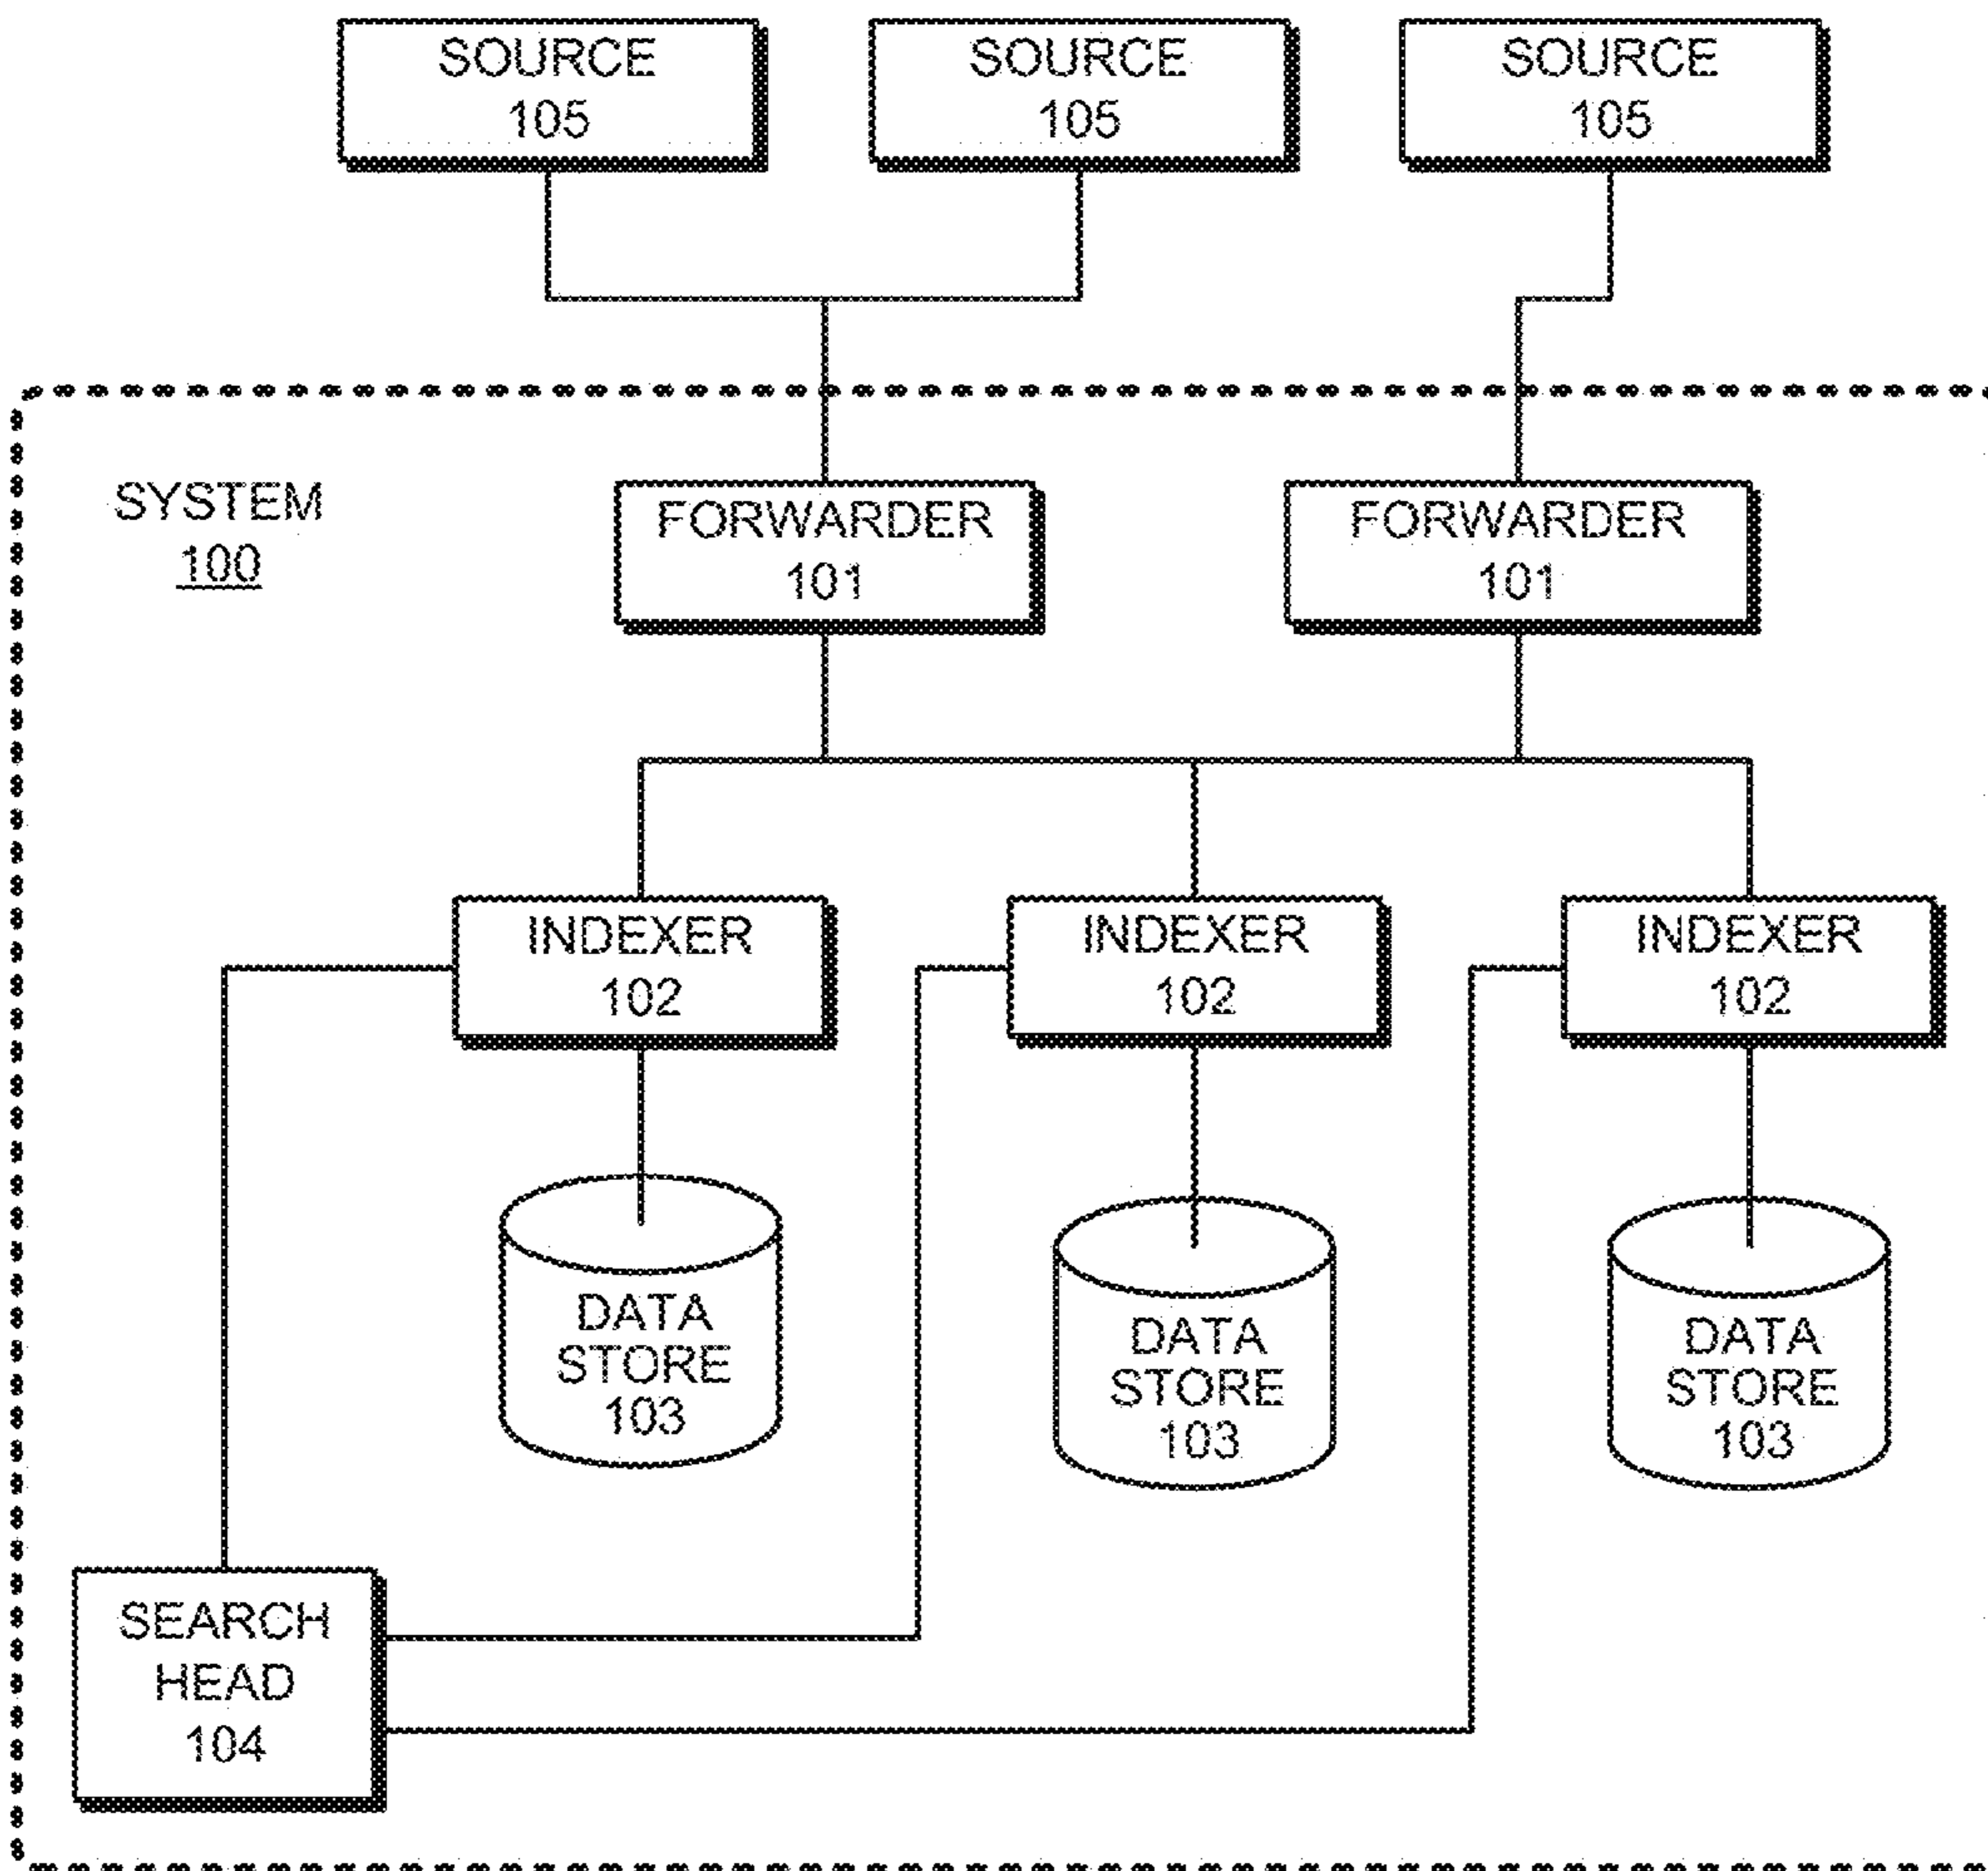 SOURCE
105
SOURCE
105
SOURCE
105
SYSTEM
100
FORWARDER
101
FORWARDER
101
INDEXER
102
INDEXER
102
INDEXER
102
DATA
STORE
103
DATA
STORE
103
DATA
STORE
103
SEARCH
HEAD
104